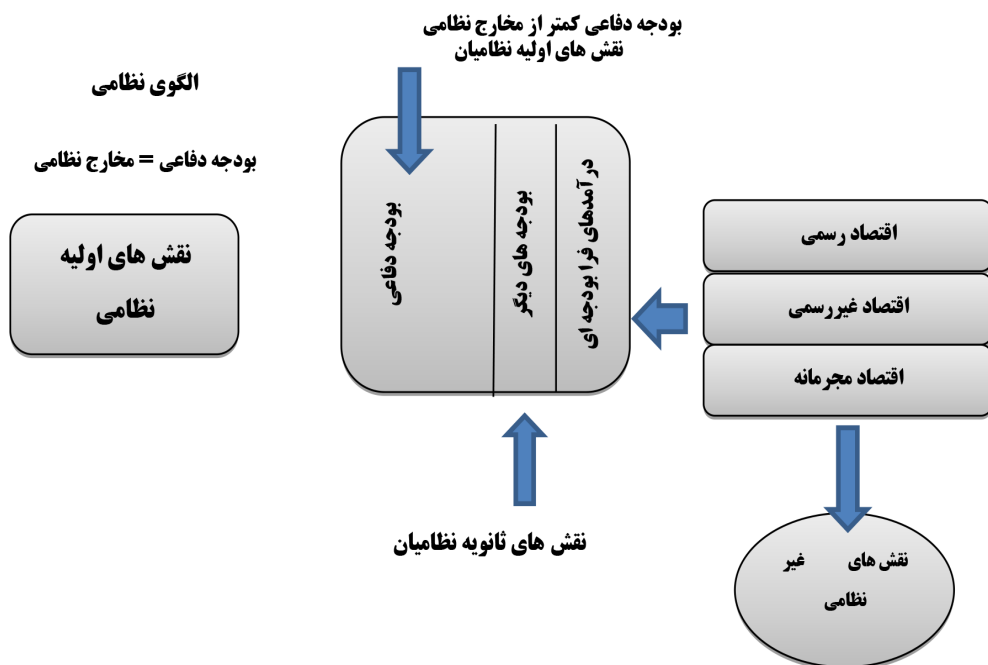 بودجه دفاعی کمتر از مخارج نظامی
نقش های اولیه نظامیان
الگوی نظامی
بودجه دفاعی = مخارج نظامی
نقش های اولیه
نظامی
بودجه دفاعی
بودجه های دیگر
درآمدهای فرا بودجه ای
اقتصاد رسمی
اقتصاد غیررسمی
اقتصاد مجرمانه
نقش های ثانویه نظامیان
نقش های غیر
نظامی